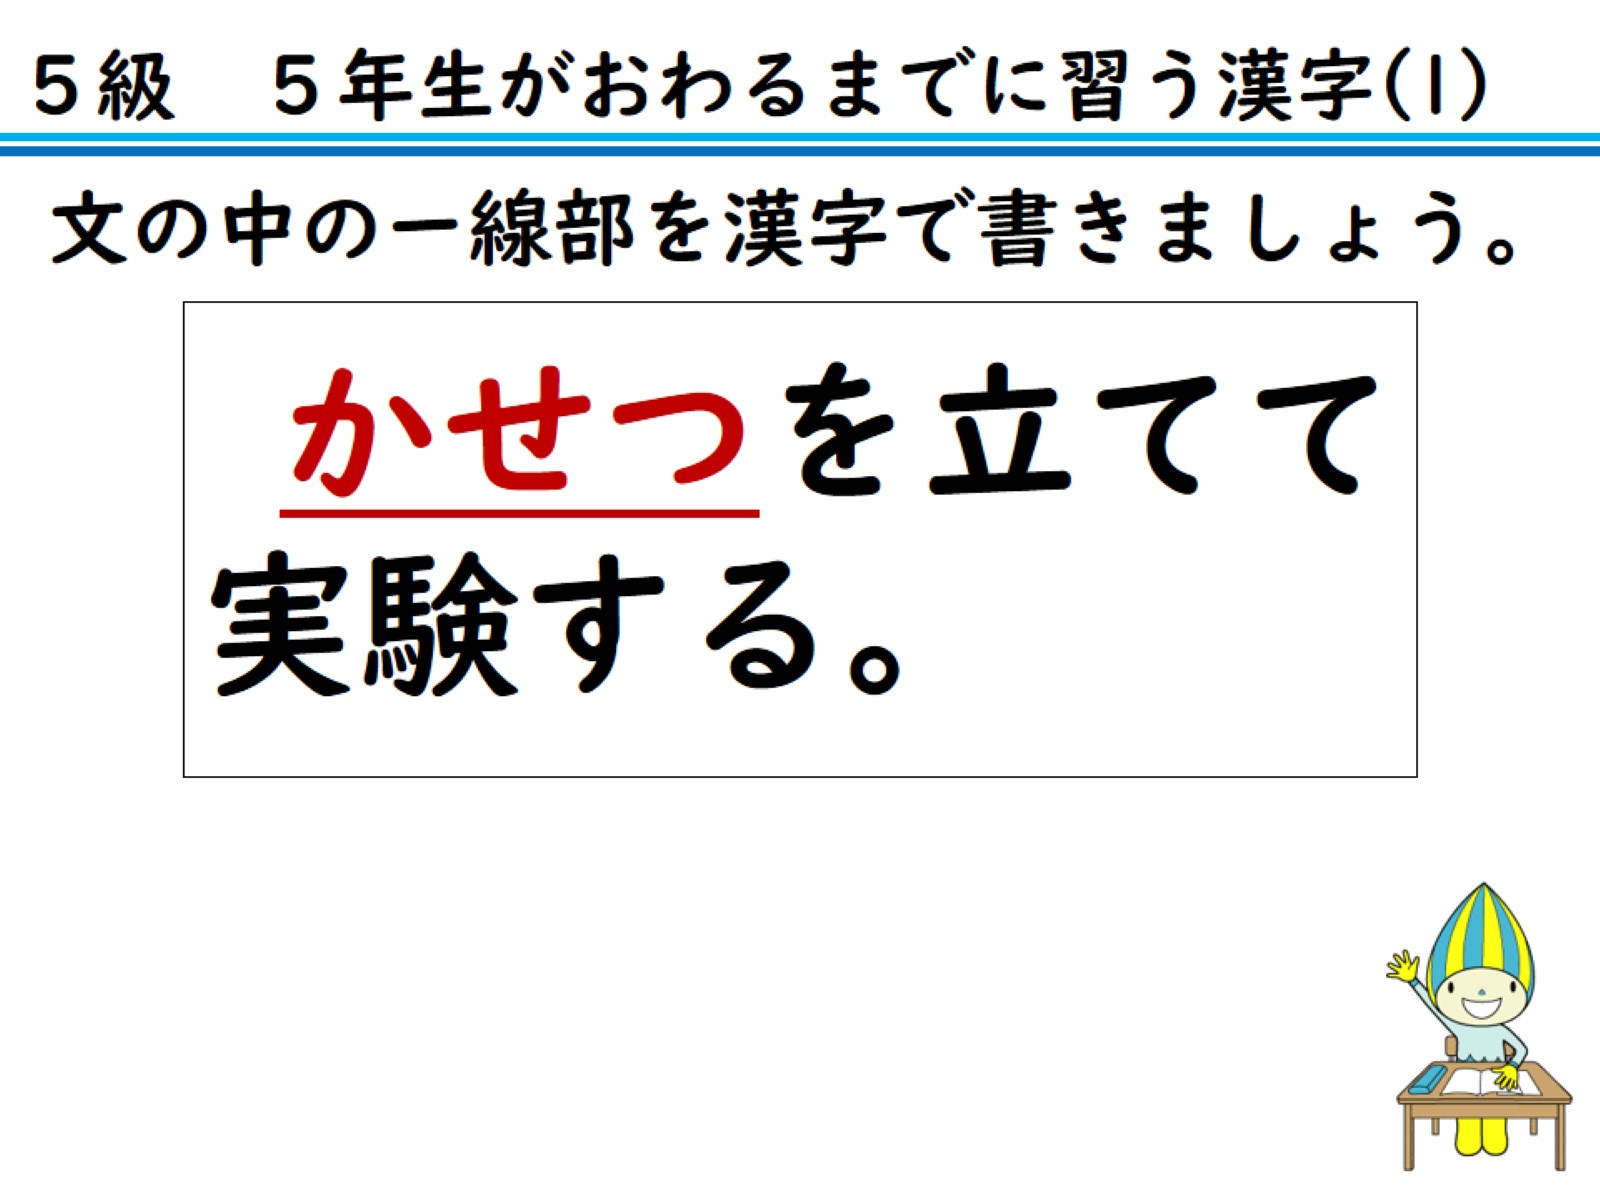 ５級　５年生がおわるまでに習う漢字(1)
文の中の一線部を漢字で書きましょう。
かせつを立てて
実験する。